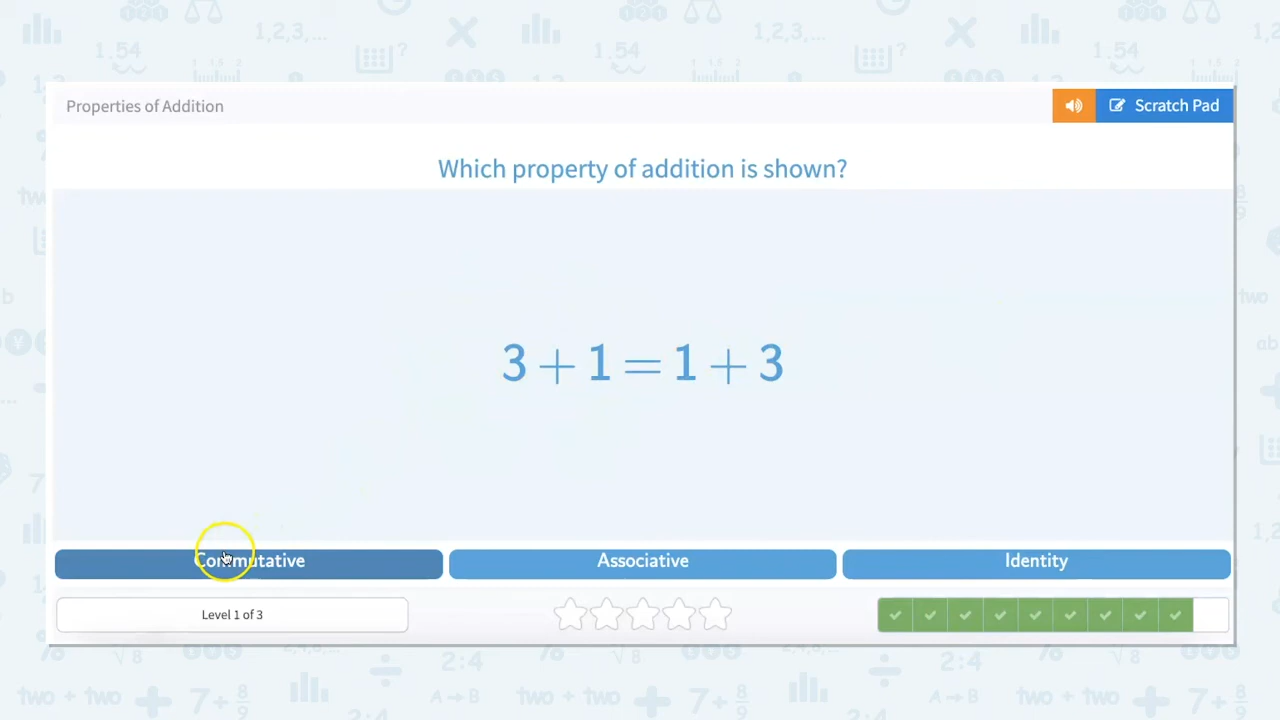 Properties of Addition
Scratch Pad
Which property of addition is shown?
3 + 1 = 1 + 3
Commutative
Associative
Identity
Level 1 of 3